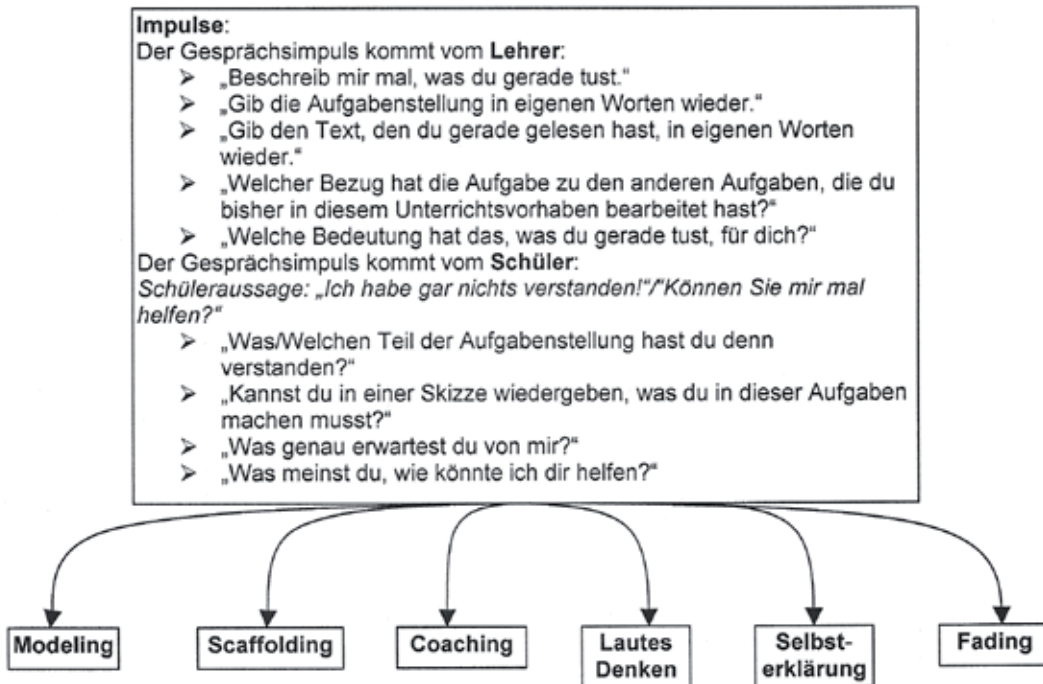 Impulse:
Der Gesprächsimpuls kommt vom Lehrer:
➤ „Beschreib mir mal, was du gerade tust.“
➤ „Gib die Aufgabenstellung in eigenen Worten wieder.“
➤ „Gib den Text, den du gerade gelesen hast, in eigenen Worten
wieder.“
➤ „Welcher Bezug hat die Aufgabe zu den anderen Aufgaben, die du
bisher in diesem Unterrichtsvorhaben bearbeitet hast?“
➤ „Welche Bedeutung hat das, was du gerade tust, für dich?“
Der Gesprächsimpuls kommt vom Schüler:
Schüleraussage: „Ich habe gar nichts verstanden!“/"Können Sie mir mal
helfen?“
➤ „Was/Welchen Teil der Aufgabenstellung hast du denn
verstanden?“
➤ „Kannst du in einer Skizze wiedergeben, was du in dieser Aufgaben
machen musst?“
➤ „Was genau erwartest du von mir?“
➤ „Was meinst du, wie könnte ich dir helfen?“
Modeling
Scaffolding
Coaching
Lautes
Denken
Selbst-
erklärung
Fading